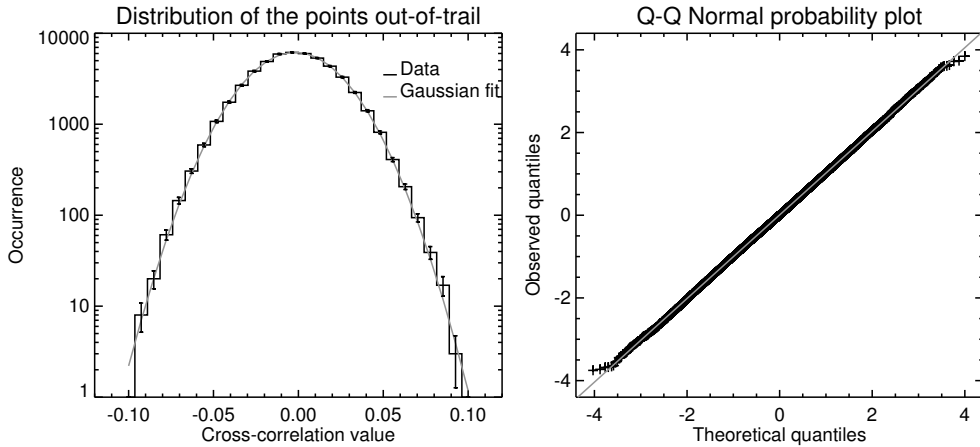 Distribution of the points out-of-trail
10000
1000
100
10
1
Occurrence
Data
Gaussian fit
-0.10 -0.05 0.00 0.05 0.10
Cross-correlation value
Q-Q Normal probability plot
4
2
0
-2
-4
Observed quantiles
-4 -2 0 2 4
Theoretical quantiles